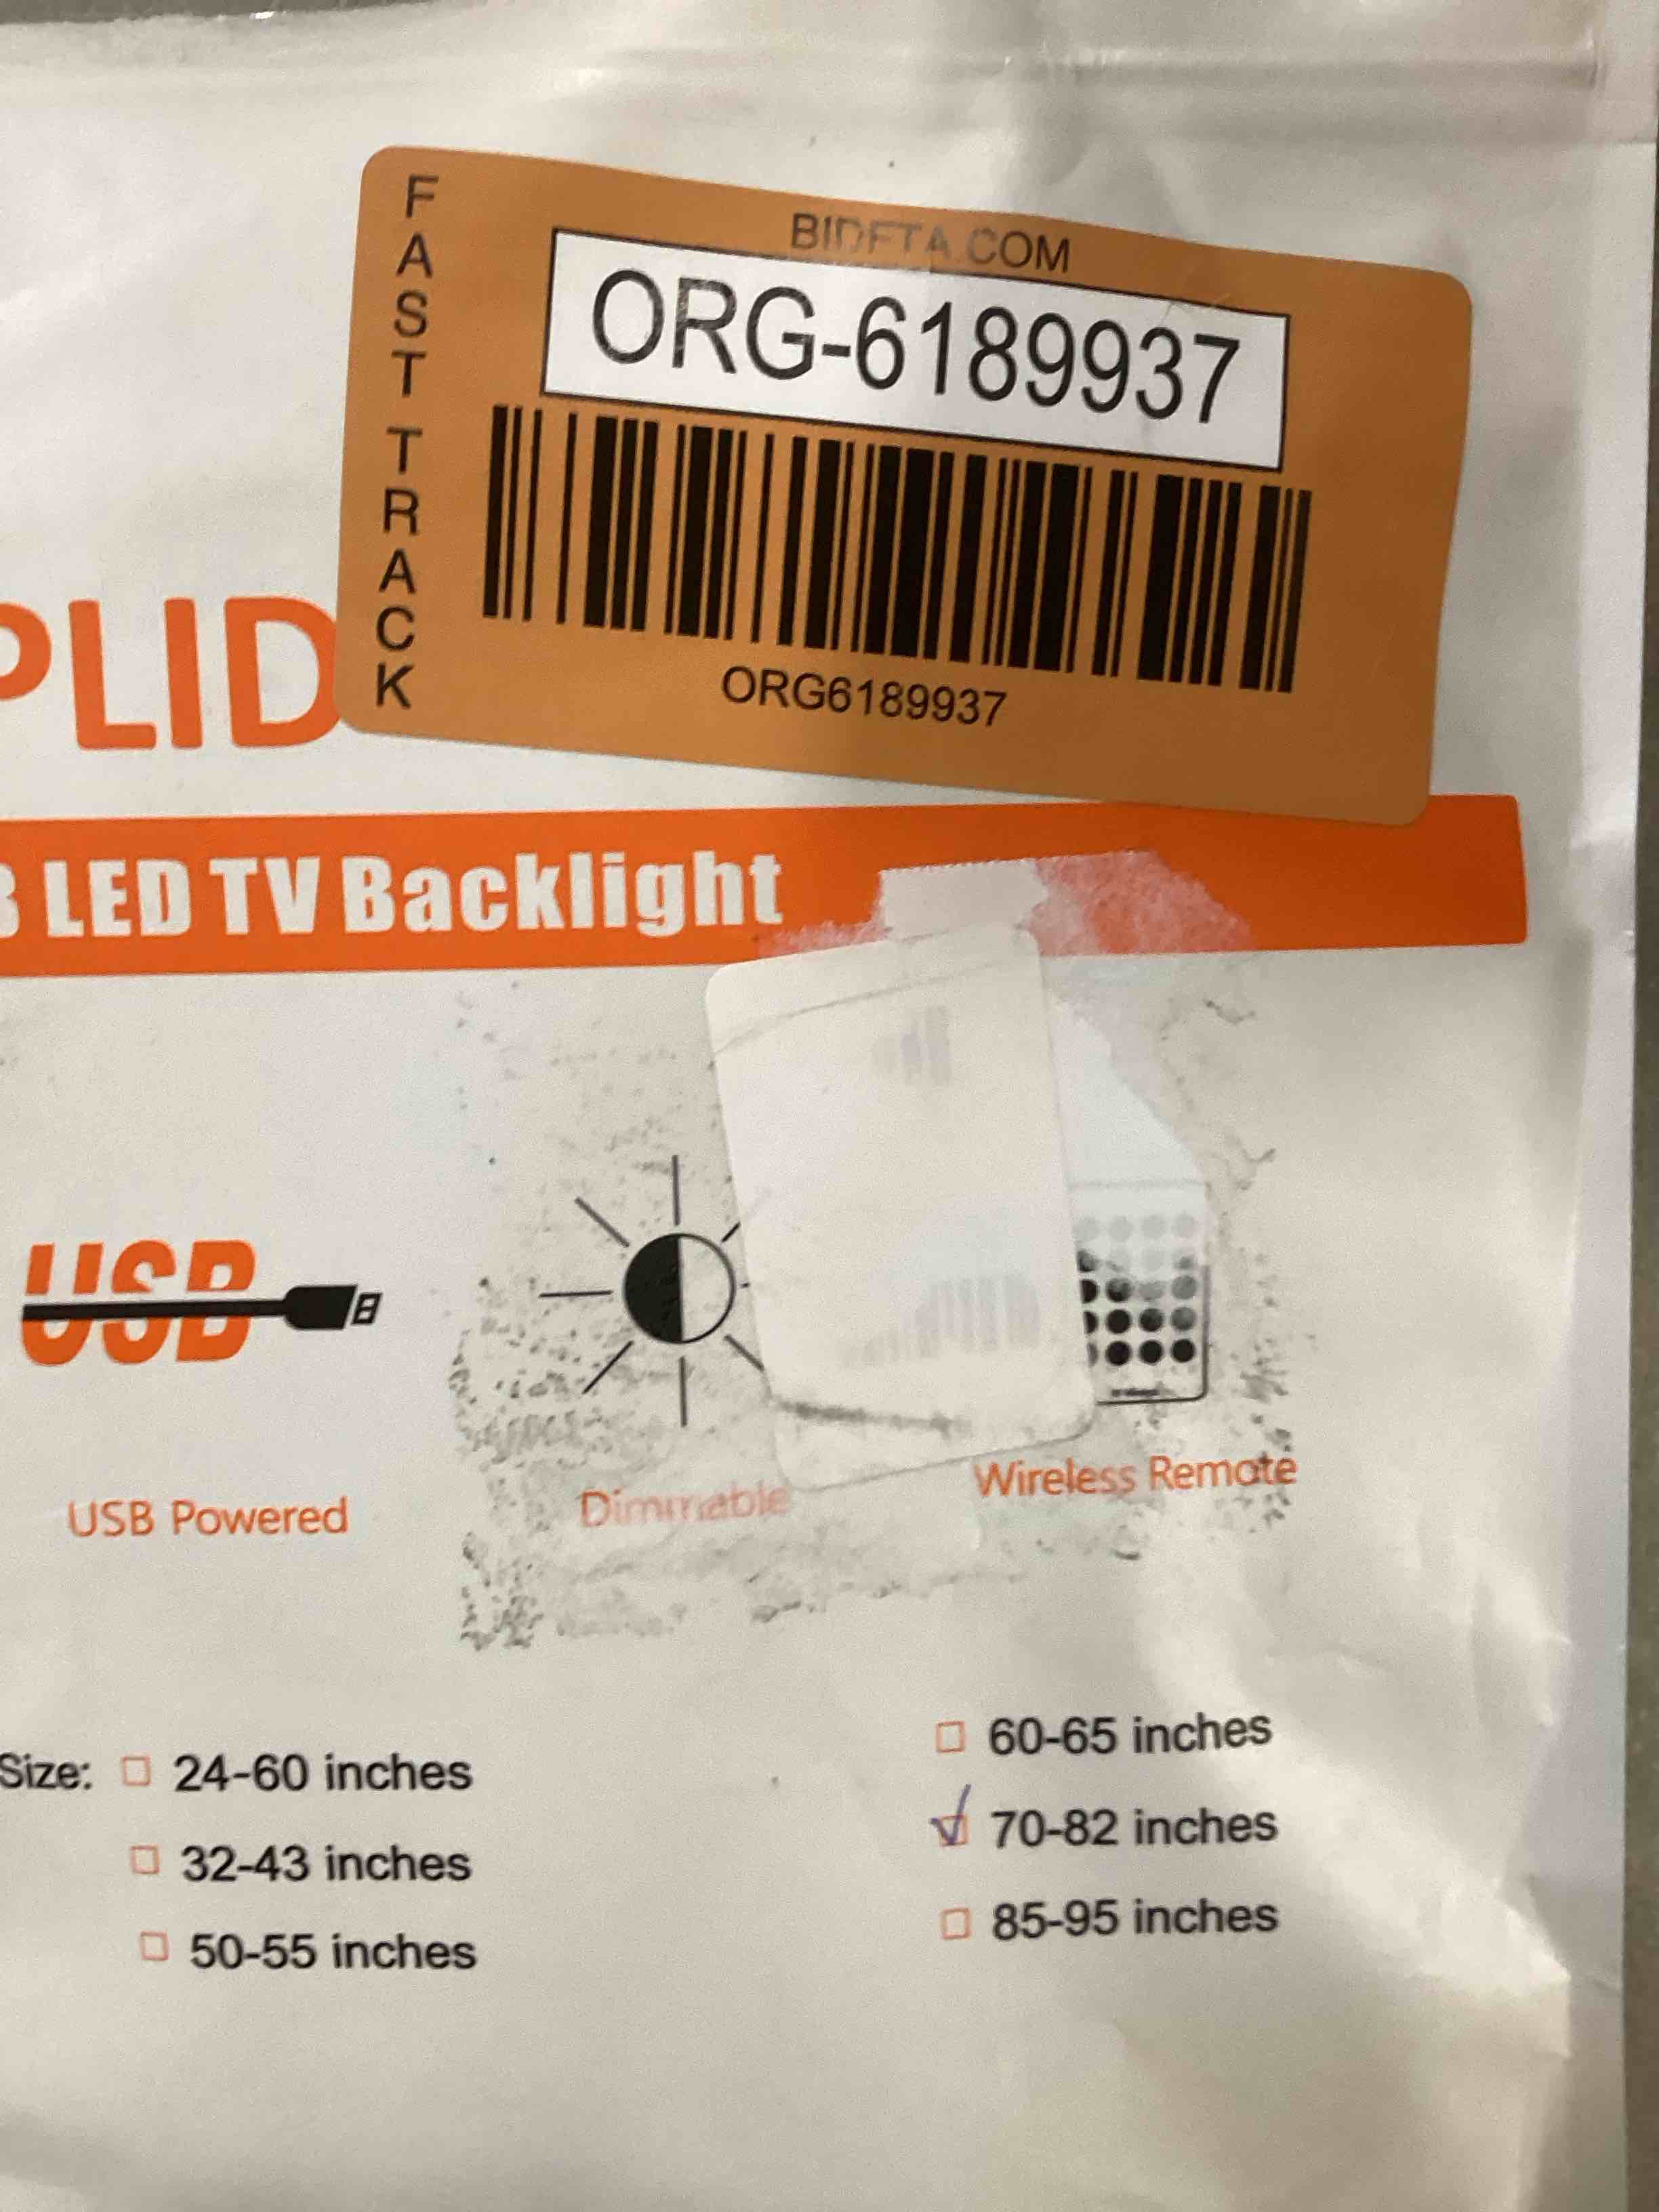 FAST TRACK
BIDFTA.COM
ORG-6189937
ORG6189937
PLID
LED TV Backlight
USB
USB Powered
Dimmable
Wireless Remote
Size: 24-60 inches
32-43 inches
50-55 inches
60-65 inches
70-82 inches
85-95 inches